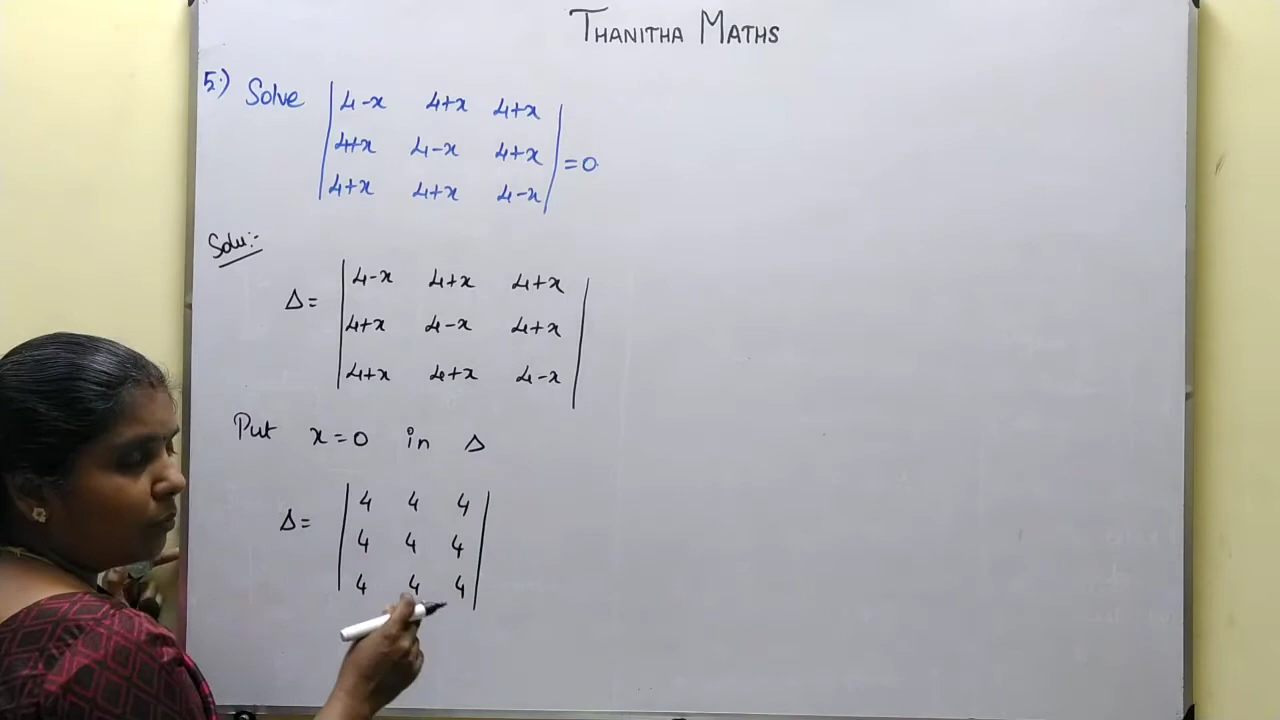 THANITHA MATHS
5.) Solve | 4-x 4+x 4+x |
| 4+x 4-x 4+x | = 0.
| 4+x 4+x 4-x |
Solu:-
| 4-x 4+x 4+x |
Δ= | 4+x 4-x 4+x |
| 4+x 4+x 4-x |
Put x=0 in Δ
| 4 4 4 |
Δ= | 4 4 4 |
| 4 4 4 |